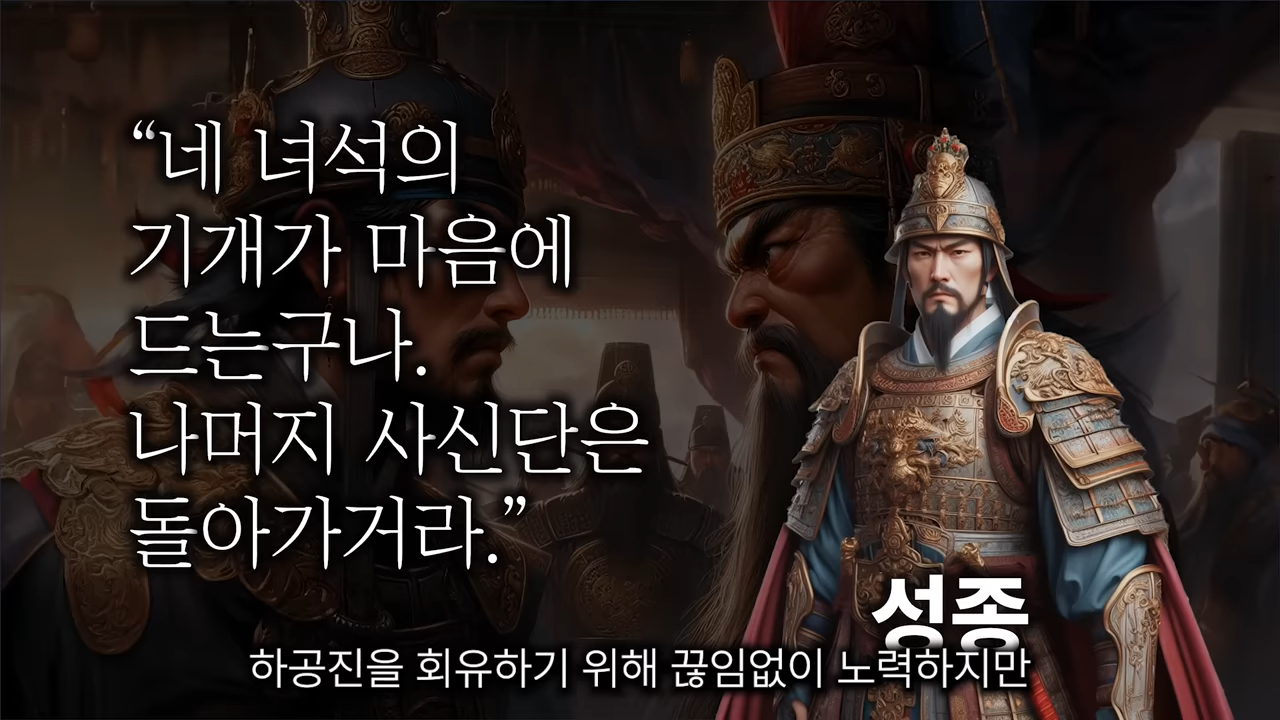 “네 녀석의
기개가 마음에
드는구나.
나머지 사신단은
돌아가거라.”
성종
하공진을 회유하기 위해 끊임없이 노력하지만